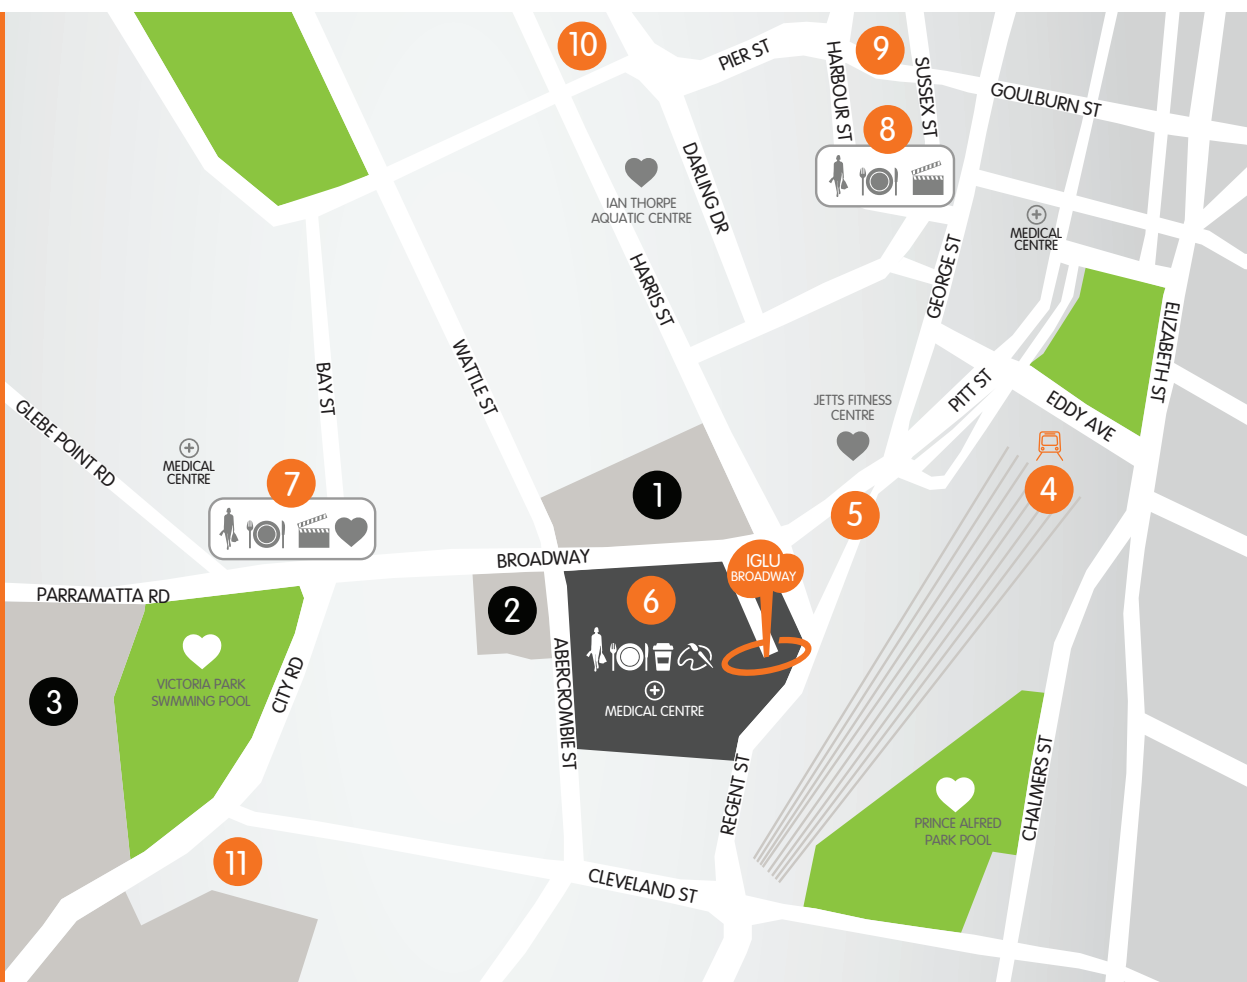 10
9
PIER ST
HARBOUR ST
SUSSEX ST
GOULBURN ST
8
DARLING DR
IAN THORPE
AQUATIC CENTRE
MEDICAL
CENTRE
HARRIS ST
GEORGE ST
ELIZABETH ST
WATTLE ST
BAY ST
PITT ST
EDDY AVE
JETTS FITNESS
CENTRE
GLEBE POINT RD
MEDICAL
CENTRE
7
1
4
5
BROADWAY
IGLU
BROADWAY
PARRAMATTA RD
2
6
ABERCROMBIE ST
MEDICAL CENTRE
3
VICTORIA PARK
SWMMING POOL
CITY RD
REGENT ST
CHALMERS ST
PRINCE ALFRED
PARK POOL
11
CLEVELAND ST